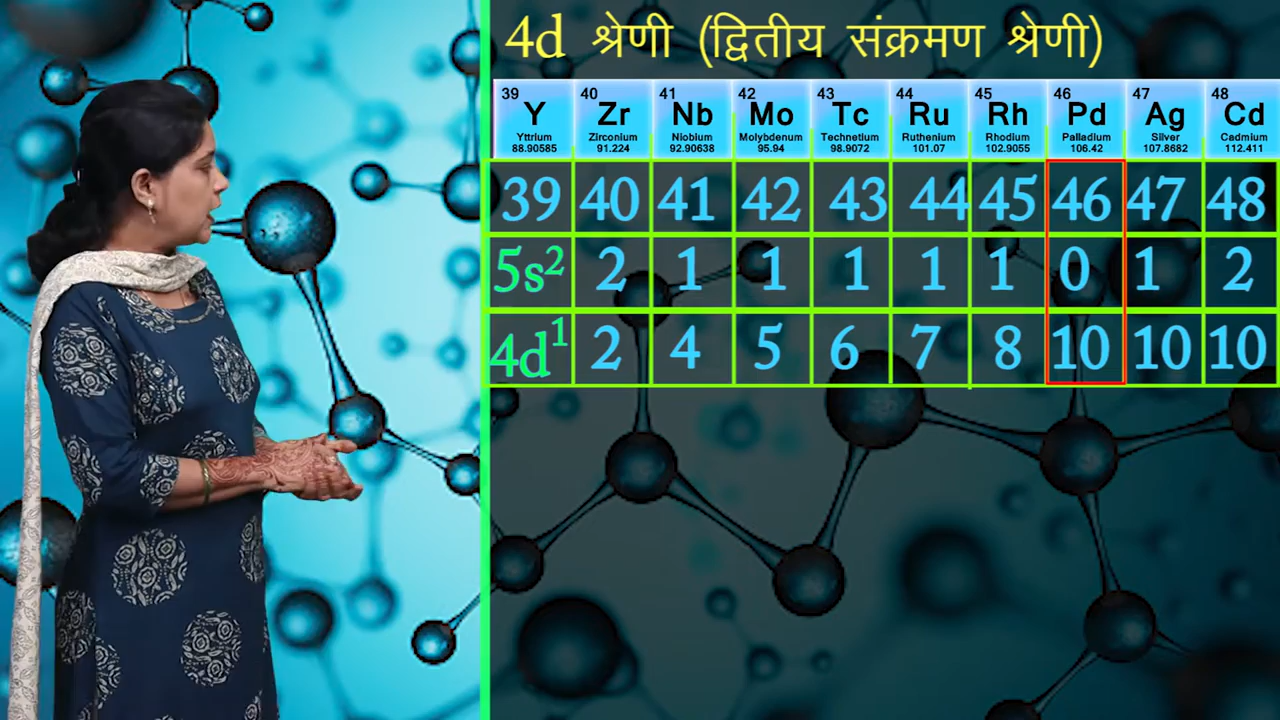 4d श्रेणी (द्वितीय संक्रमण श्रेणी)
39 40 41 42 43 44 45 46 47 48
Y Zr Nb Mo Tc Ru Rh Pd Ag Cd
Yttrium Zirconium Niobium Molybdenum Technetium Ruthenium Rhodium Palladium Silver Cadmium
88.90585 91.224 92.90638 95.94 98.9072 101.07 102.9055 106.42 107.8682 112.411
39 40 41 42 43 44 45 46 47 48
5s² 2 1 1 1 1 1 0 1 2
4d¹ 2 4 5 6 7 8 10 10 10